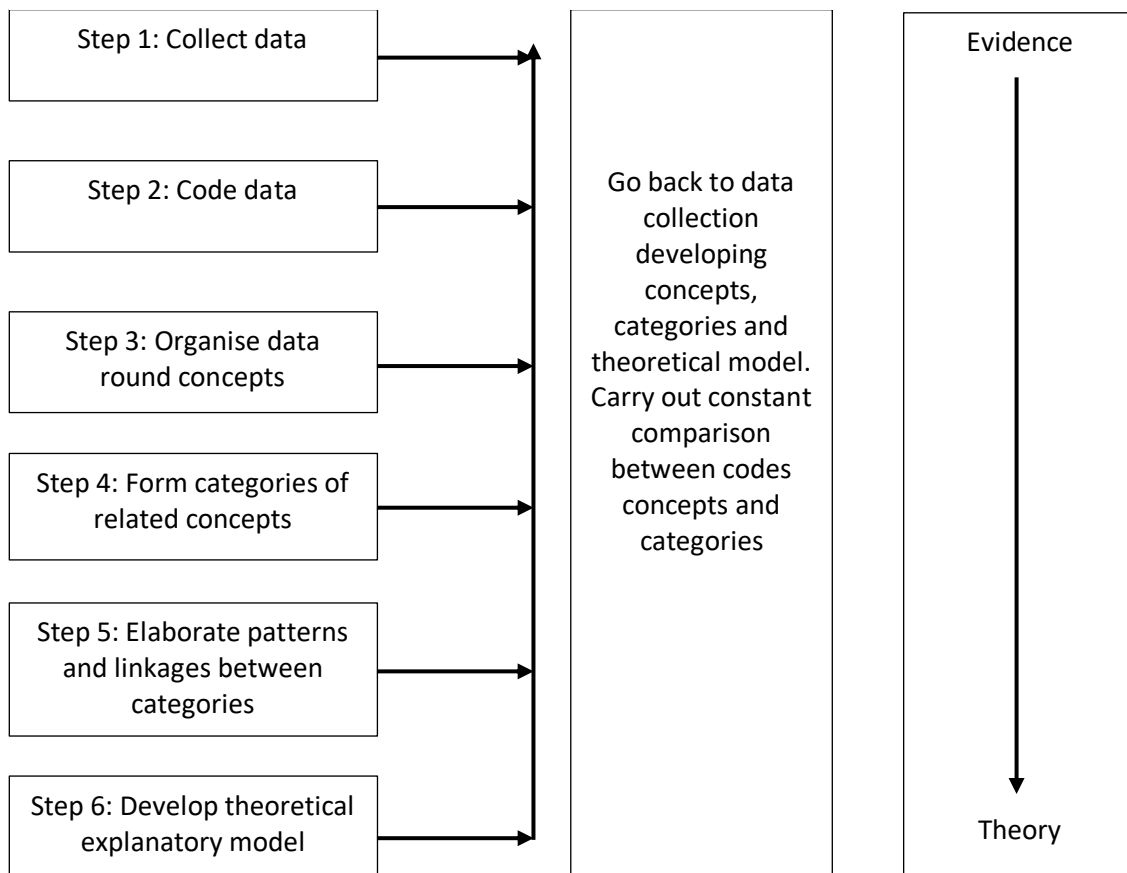 Step 1: Collect data
Step 2: Code data
Step 3: Organise data
round concepts
Step 4: Form categories of
related concepts
Step 5: Elaborate patterns
and linkages between
categories
Step 6: Develop theoretical
explanatory model
Go back to data
collection
developing
concepts,
categories and
theoretical model.
Carry out constant
comparison
between codes
concepts and
categories
Evidence
Theory